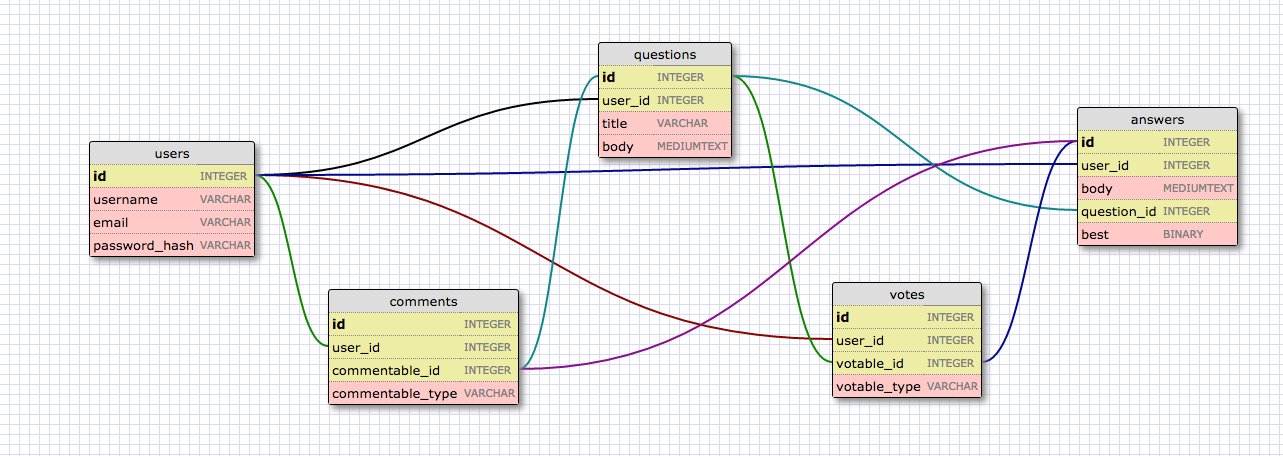 questions
id INTEGER
user_id INTEGER
title VARCHAR
body MEDIUMTEXT
answers
id INTEGER
user_id INTEGER
body MEDIUMTEXT
question_id INTEGER
best BINARY
users
id INTEGER
username VARCHAR
email VARCHAR
password_hash VARCHAR
comments
id INTEGER
user_id INTEGER
commentable_id INTEGER
commentable_type VARCHAR
votes
id INTEGER
user_id INTEGER
votable_id INTEGER
votable_type VARCHAR